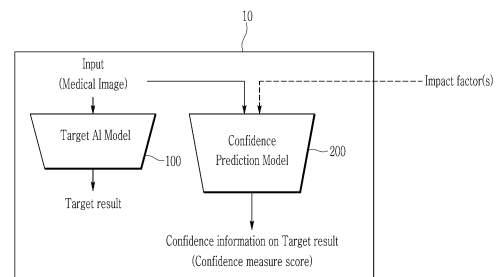 10
Input
(Medical Image)
Impact factor(s)
Target AI Model
100
Confidence
Prediction Model
200
Target result
Confidence information on Target result
(Confidence measure score)